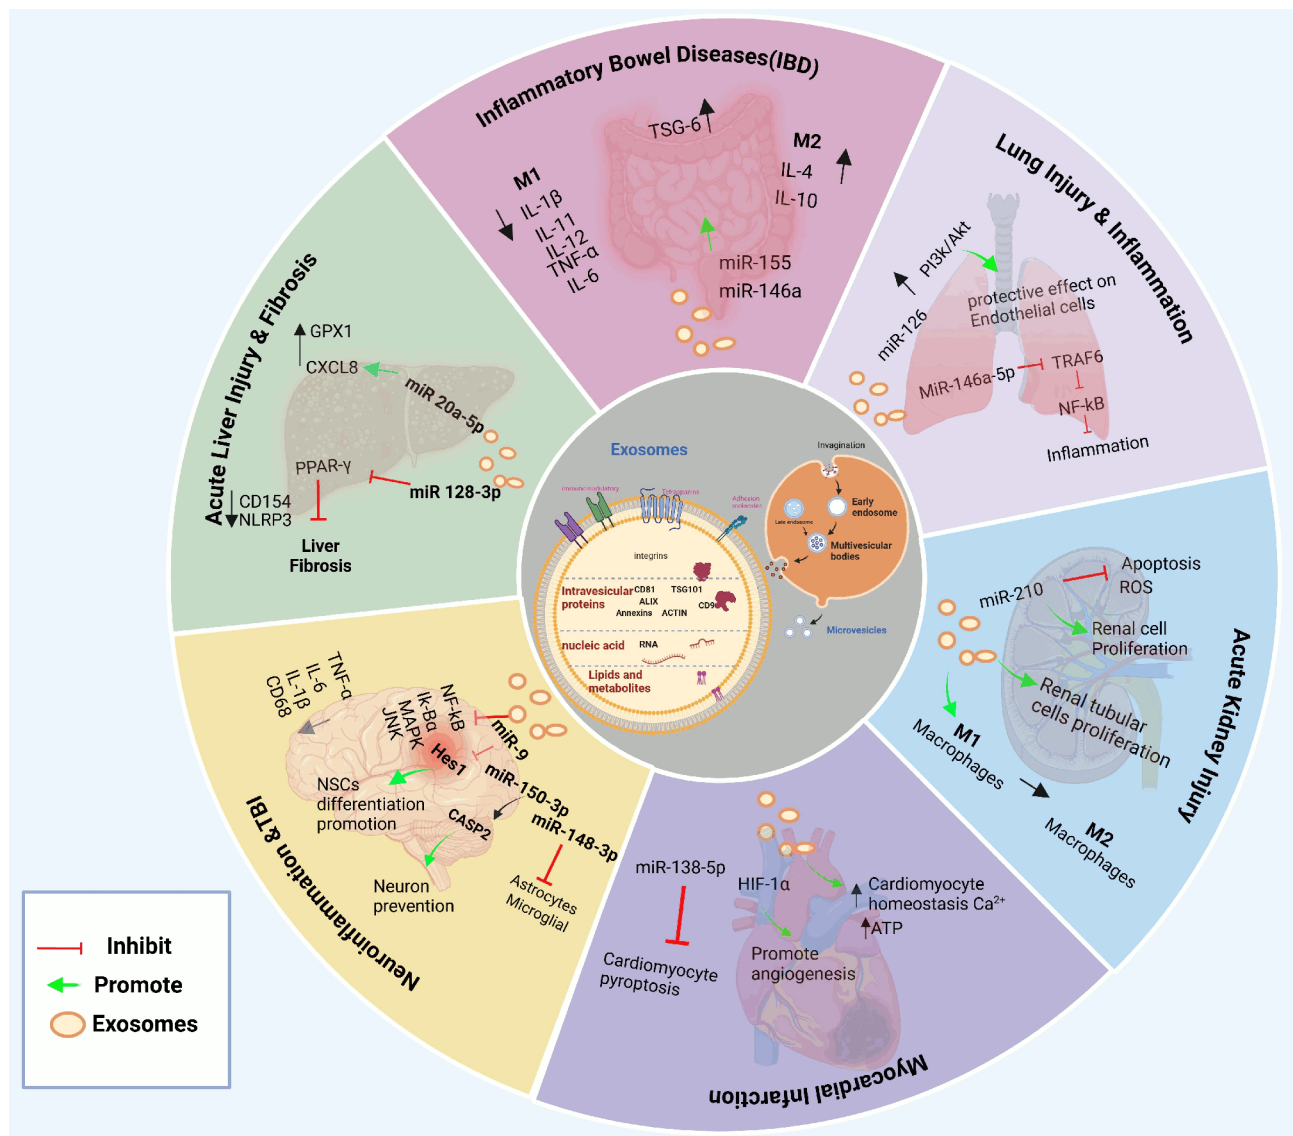 Inflammatory Bowel Diseases(IBD)
TSG-6
M1
IL-1β
IL-11
IL-12
TNF-α
IL-6
M2
IL-4
IL-10
miR-155
miR-146a
Lung Injury & Inflammation
PI3k/Akt
miR-126
protective effect on
Endothelial cells
MiR-146a-5p
TRAF6
NF-kB
Inflammation
Acute Liver Injury & Fibrosis
GPX1
CXCL8
miR 20a-5p
PPAR-γ
miR 128-3p
CD154
NLRP3
Liver
Fibrosis
Exosomes
immune modulatory
Tetraspanins
Adhesion
molecules
integrins
Intravesicular
proteins
CD81
TSG101
ALIX
CD9
Annexins
ACTIN
nucleic acid
RNA
Lipids and
metabolites
Invagination
Early
endosome
Late endosome
Multivesicular
bodies
Microvesicles
Acute Kidney Injury
miR-210
Apoptosis
ROS
Renal cell
Proliferation
Renal tubular
cells proliferation
M1
Macrophages
M2
Macrophages
Neuroinflammation &TBI
TNF-α
IL-6
IL-1β
CD68
NF-kB
Ik-Bα
MAPK
JNK
Hes1
miR-9
miR-150-3p
miR-148-3p
NSCs
differentiation
promotion
CASP2
Neuron
prevention
Astrocytes
Microglial
Myocardial Infarction
miR-138-5p
Cardiomyocyte
pyroptosis
HIF-1α
Promote
angiogenesis
Cardiomyocyte
homeostasis Ca²⁺
ATP
Inhibit
Promote
Exosomes